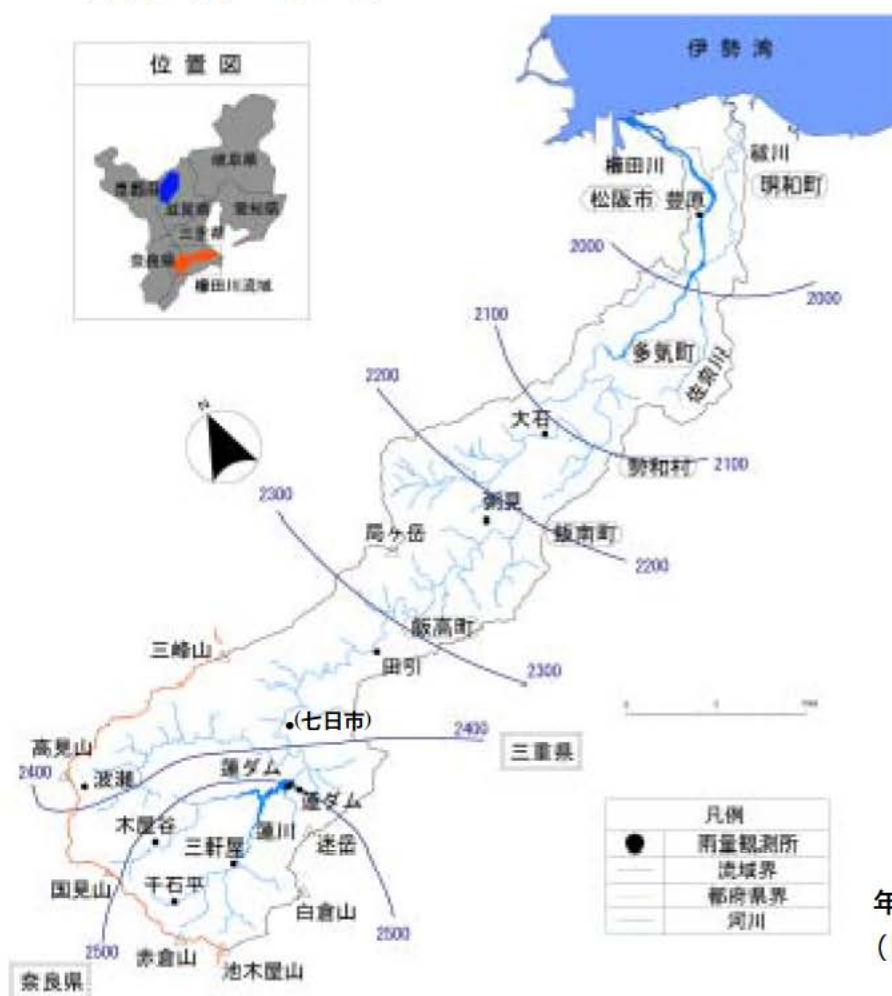 位置図
岐阜県
京都府
滋賀県
愛知県
三重県
奈良県
櫛田川流域
伊勢湾
櫛田川
祓川
松阪市
豊原
明和町
2000
2000
2100
多気町
佐奈川
2200
大石
勢和村
2100
2300
粥見
飯南町
局ヶ岳
2200
飯高町
三峰山
田引
2300
(七日市)
高見山
2400
三重県
2400
波瀬
蓮ダム
蓮ダム
木屋谷
蓮川
迷岳
三軒屋
国見山
千石平
白倉山
2500
2500
赤倉山
池木屋山
奈良県
凡例
雨量観測所
流域界
都府県界
河川
年
(